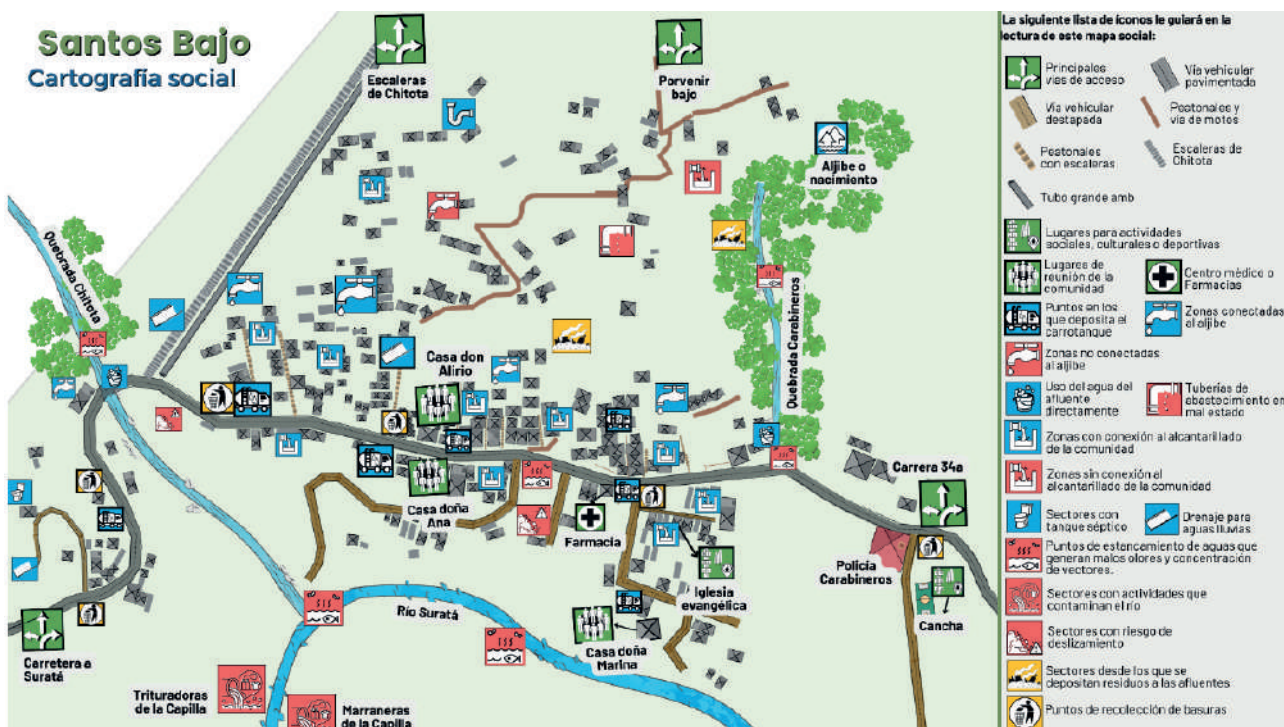 Santos Bajo
Cartografía social
Escaleras
de Chitota
Porvenir
bajo
Aljibe o
nacimiento
Quebrada Chitota
Quebrada Carabineros
Casa don
Alirio
Casa doña
Ana
Farmacia
Carrera 34a
Policía
Carabineros
Cancha
Iglesia
evangélica
Casa doña
Marina
Río Suratá
Carretera a
Suratá
Trituradoras
de la Capilla
Marraneras
de la Capilla
La siguiente lista de íconos le guiará en la
lectura de este mapa social:
Principales
vías de acceso
Vía vehicular
pavimentada
Vía vehicular
destapada
Peatonales y
vía de motos
Peatonales
con escaleras
Escaleras de
Chitota
Tubo grande amb
Lugares para actividades
sociales, culturales o deportivas
Lugares de
reunión de la
comunidad
Centro médico o
Farmacias
Puntos en los
que deposita el
carrotanque
Zonas conectadas
al aljibe
Zonas no conectadas
al aljibe
Uso del agua del
afluente
directamente
Tuberías de
abastecimiento en
mal estado
Zonas con conexión al alcantarillado
de la comunidad
Zonas sin conexión al
alcantarillado de la comunidad
Sectores con
tanque séptico
Drenaje para
aguas lluvias
Puntos de estancamiento de aguas que
generan malos olores y concentración
de vectores.
Sectores con actividades que
contaminan el río
Sectores con riesgo de
deslizamiento
Sectores desde los que se
depositan residuos a las afluentes
Puntos de recolección de basuras